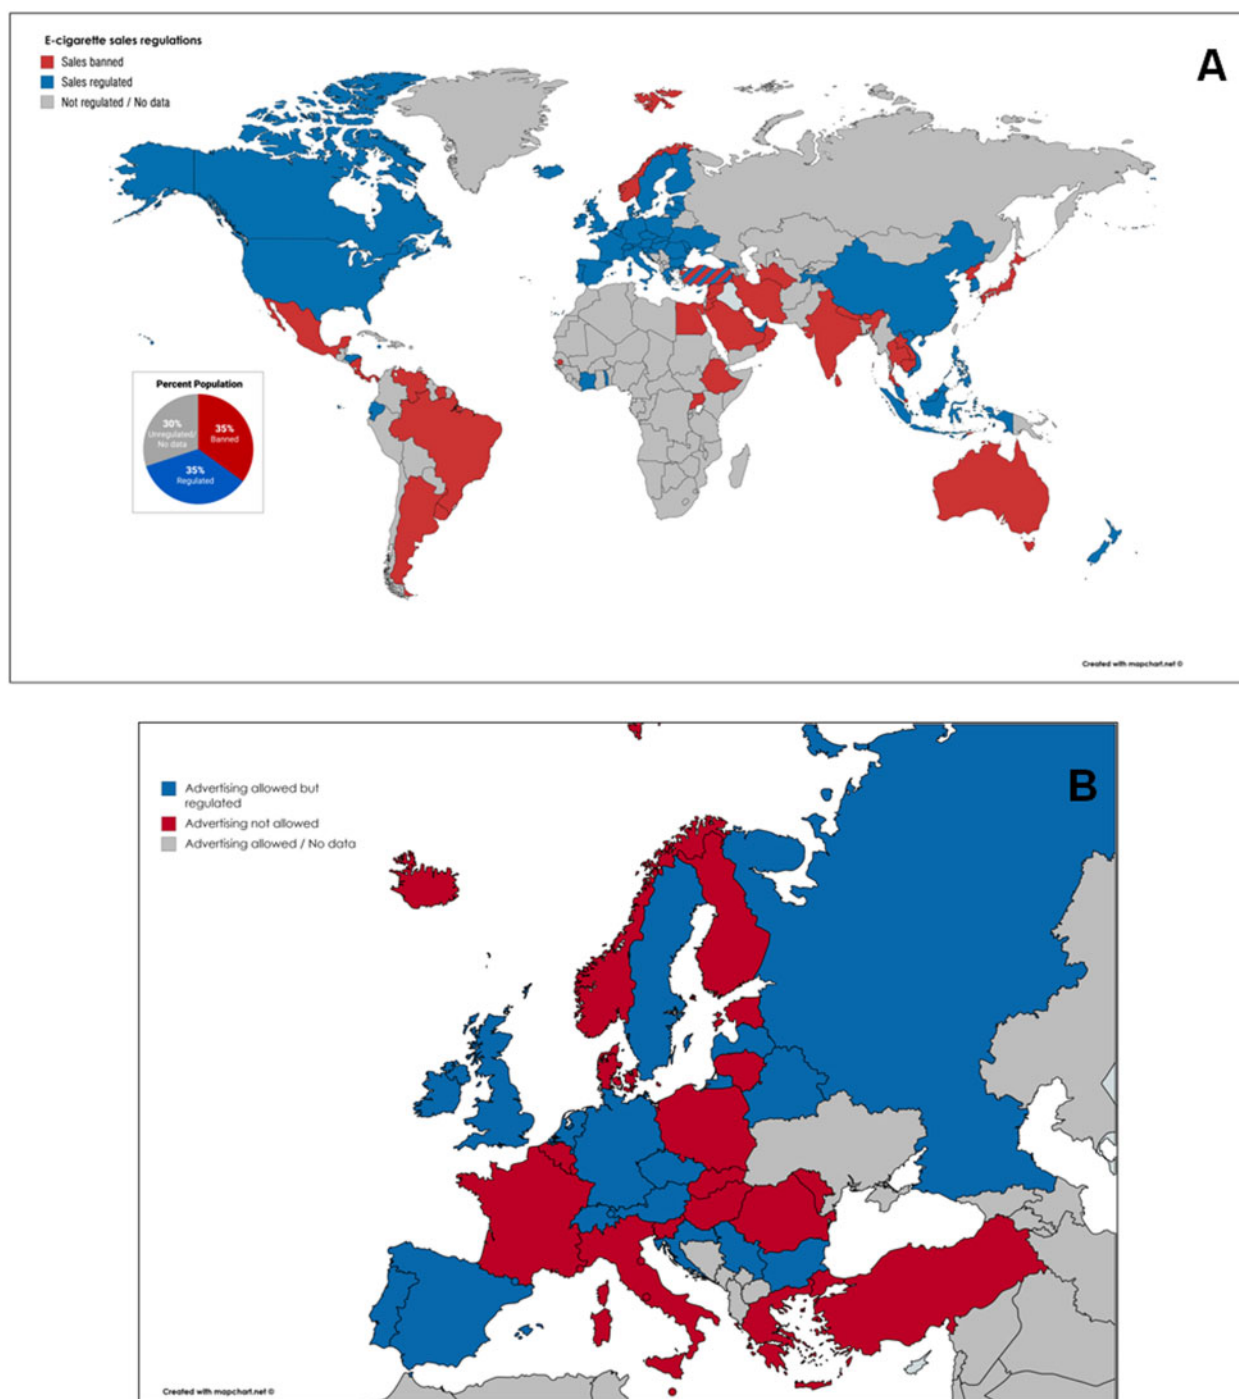 E-cigarette sales regulations
Sales banned
Sales regulated
Not regulated / No data
A
Percent Population
30%
Unregulated/
No data
35%
Banned
35%
Regulated
Created with mapchart.net ©
Advertising allowed but
regulated
Advertising not allowed
Advertising allowed / No data
B
Created with mapchart.net ©